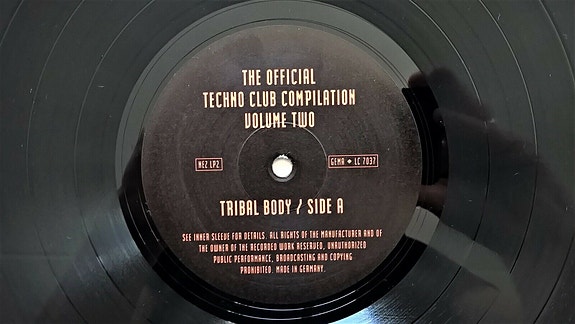 THE OFFICIAL
TECHNO CLUB COMPILATION
VOLUME TWO
NEZ LP2
GEMA ◆ LC 7037
TRIBAL BODY / SIDE A
SEE INNER SLEEVE FOR DETAILS. ALL RIGHTS OF THE MANUFACTURER AND OF
THE OWNER OF THE RECORDED WORK RESERVED, UNAUTHORIZED
PUBLIC PERFORMANCE, BROADCASTING AND COPYING
PROHIBITED. MADE IN GERMANY.